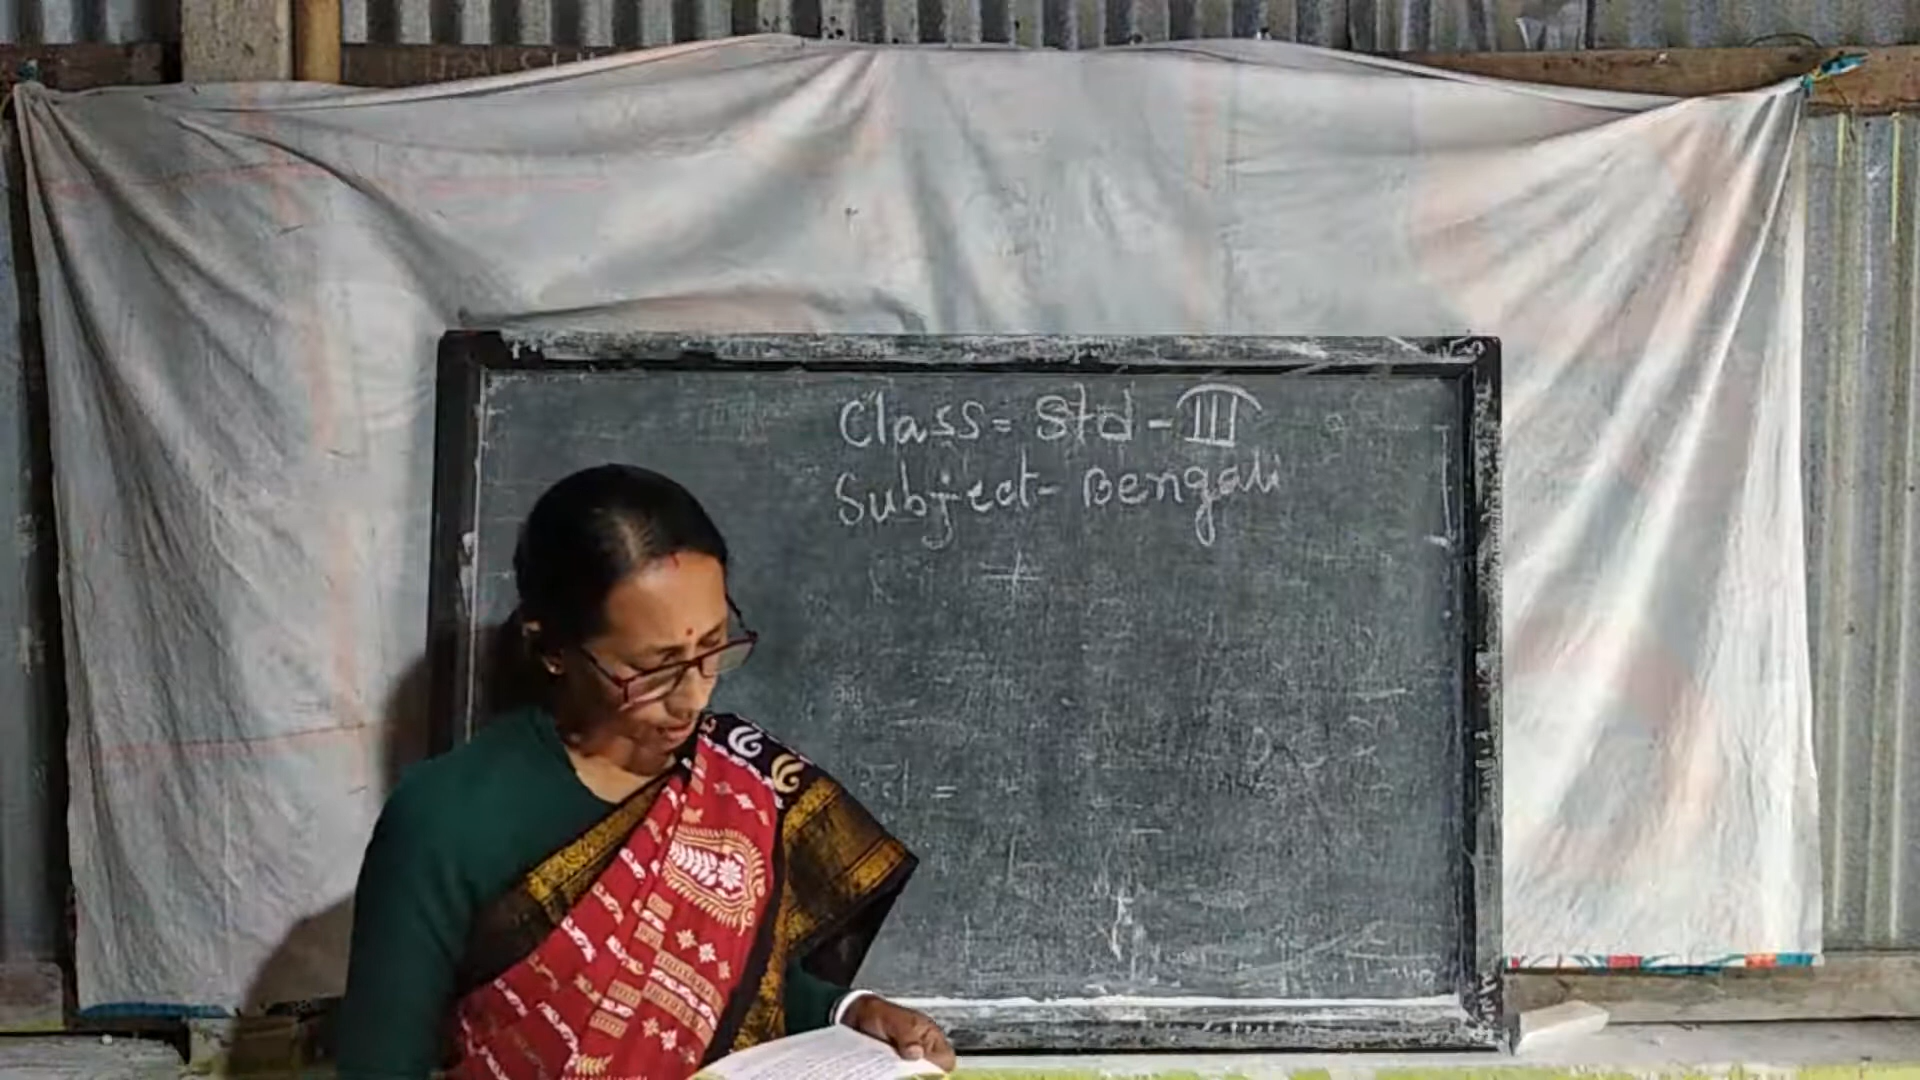 Class = Std - III
Subject - Bengali